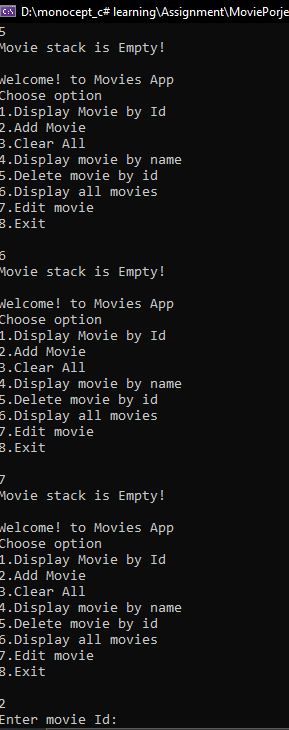 D:\monocept_c# learning\Assignment\MoviePorje
5
Movie stack is Empty!
Welcome! to Movies App
Choose option
1.Display Movie by Id
2.Add Movie
3.Clear All
4.Display movie by name
5.Delete movie by id
6.Display all movies
7.Edit movie
8.Exit
6
Movie stack is Empty!
Welcome! to Movies App
Choose option
1.Display Movie by Id
2.Add Movie
3.Clear All
4.Display movie by name
5.Delete movie by id
6.Display all movies
7.Edit movie
8.Exit
7
Movie stack is Empty!
Welcome! to Movies App
Choose option
1.Display Movie by Id
2.Add Movie
3.Clear All
4.Display movie by name
5.Delete movie by id
6.Display all movies
7.Edit movie
8.Exit
2
Enter movie Id: